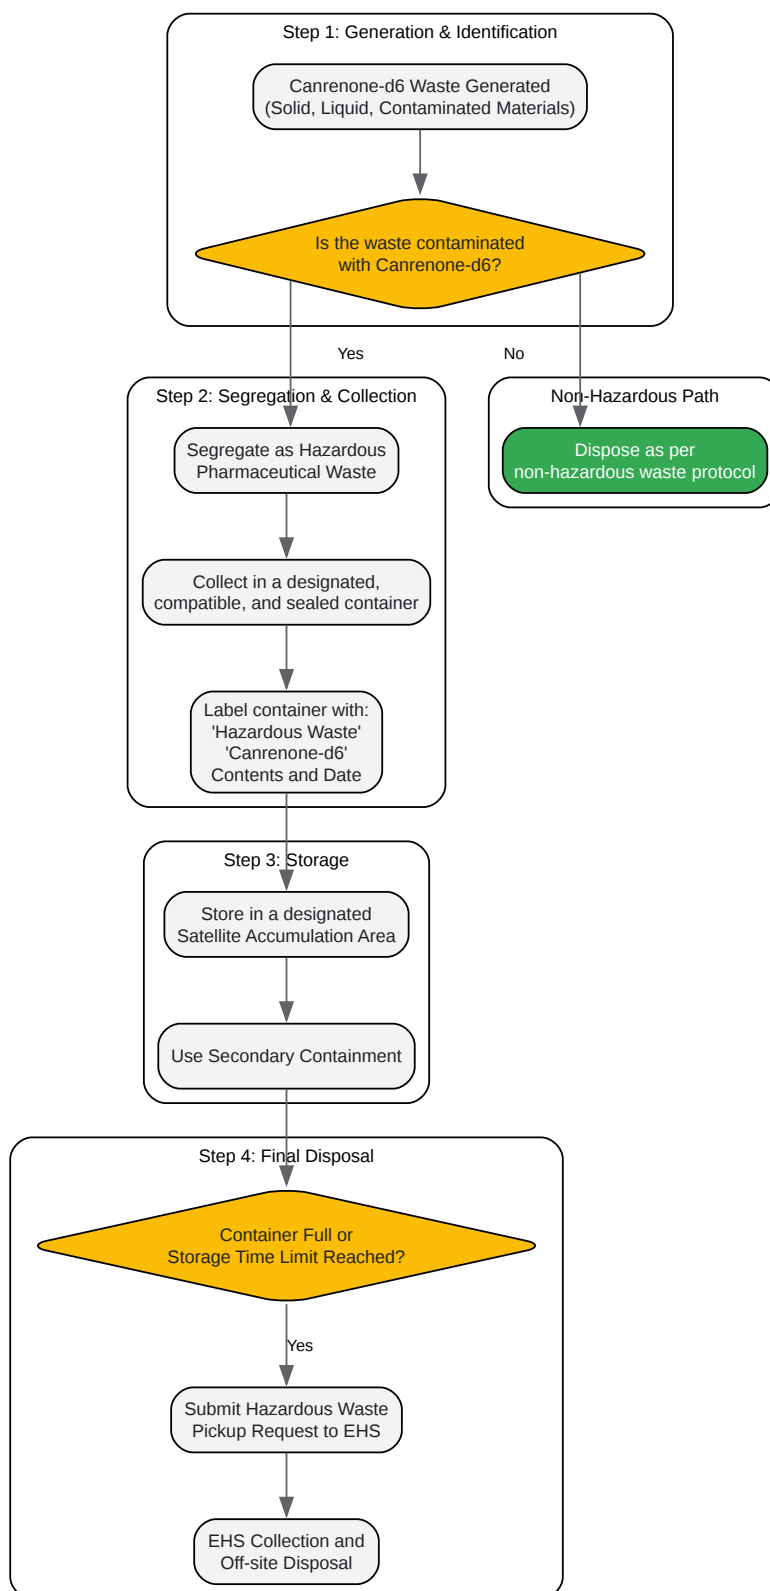 Step 1: Generation & Identification
Canrenone-d6 Waste Generated
(Solid, Liquid, Contaminated Materials)
Is the waste contaminated
with Canrenone-d6?
Yes
No
Step 2: Segregation & Collection
Non-Hazardous Path
Segregate as Hazardous
Pharmaceutical Waste
Dispose as per
non-hazardous waste protocol
Collect in a designated,
compatible, and sealed container
Label container with:
'Hazardous Waste'
'Canrenone-d6'
Contents and Date
Step 3: Storage
Store in a designated
Satellite Accumulation Area
Use Secondary Containment
Step 4: Final Disposal
Container Full or
Storage Time Limit Reached?
Yes
Submit Hazardous Waste
Pickup Request to EHS
EHS Collection and
Off-site Disposal